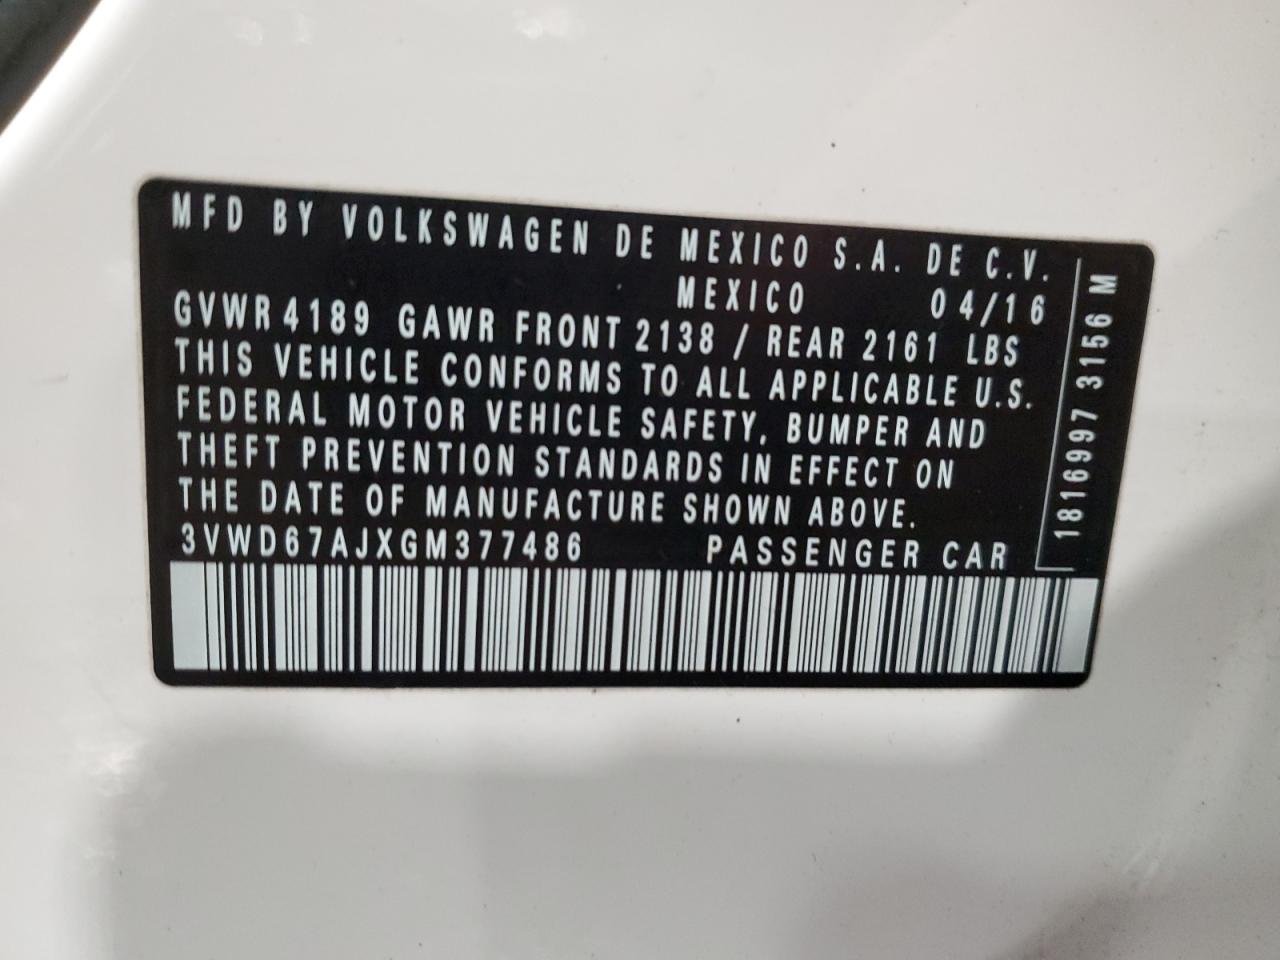 MFD BY VOLKSWAGEN DE MEXICO S.A. DE C.V.
MEXICO 04/16
GVWR 4189 GAWR FRONT 2138 / REAR 2161 LBS
THIS VEHICLE CONFORMS TO ALL APPLICABLE U.S.
FEDERAL MOTOR VEHICLE SAFETY, BUMPER AND
THEFT PREVENTION STANDARDS IN EFFECT ON
THE DATE OF MANUFACTURE SHOWN ABOVE.
3VWD67AJXGM377486 PASSENGER CAR
1816997 3156 M